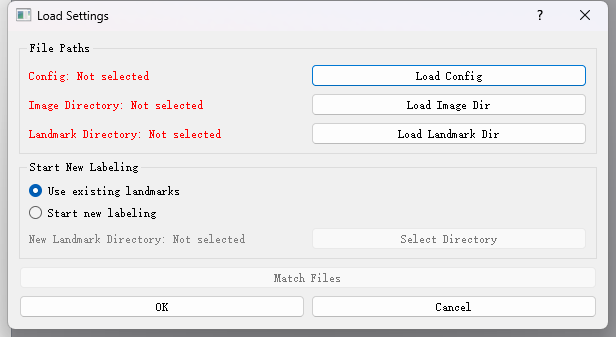 Load Settings
?
File Paths
Config: Not selected
Load Config
Image Directory: Not selected
Load Image Dir
Landmark Directory: Not selected
Load Landmark Dir
Start New Labeling
Use existing landmarks
Start new labeling
New Landmark Directory: Not selected
Select Directory
Match Files
OK
Cancel